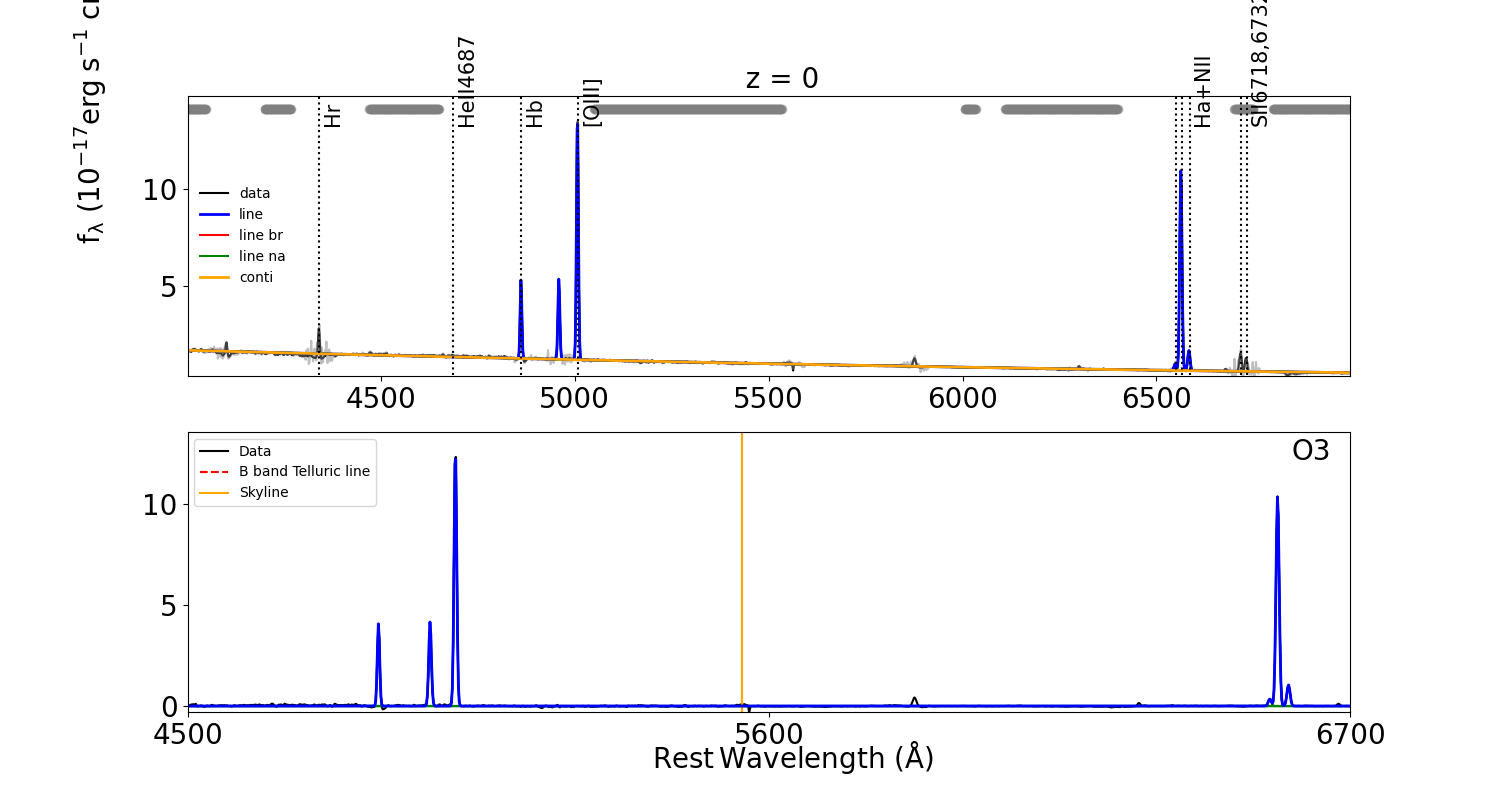 z = 0
fλ (10−17erg s−1 c
Hr
HeII4687
Hb
[OIII]
Ha+NII
SII6718,6732
10
5
data
line
line br
line na
conti
4500
5000
5500
6000
6500
O3
Data
B band Telluric line
Skyline
10
5
0
4500
5600
6700
Rest Wavelength (Å)